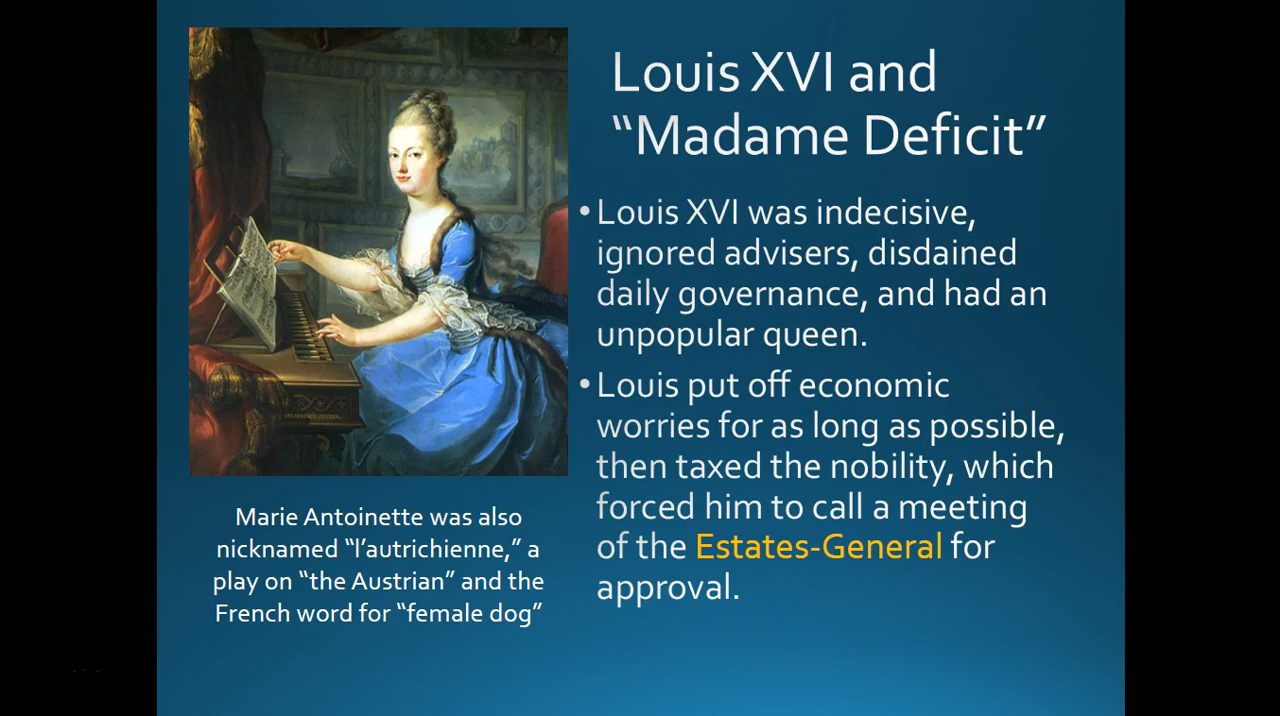 Louis XVI and
“Madame Deficit”
•Louis XVI was indecisive,
ignored advisers, disdained
daily governance, and had an
unpopular queen.
•Louis put off economic
worries for as long as possible,
then taxed the nobility, which
forced him to call a meeting
of the Estates-General for
approval.
Marie Antoinette was also
nicknamed “l’autrichienne,” a
play on “the Austrian” and the
French word for “female dog”